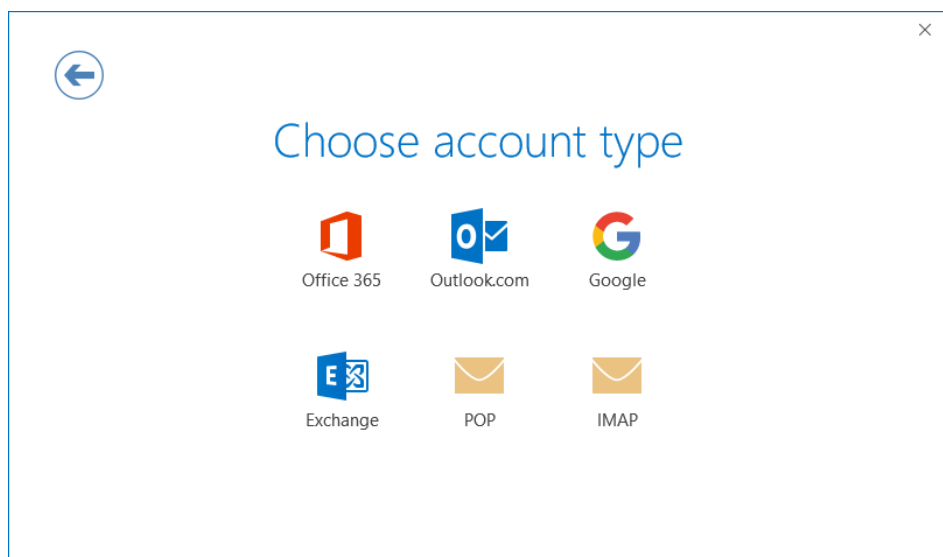 Choose account type
Office 365
Outlook.com
Google
Exchange
POP
IMAP